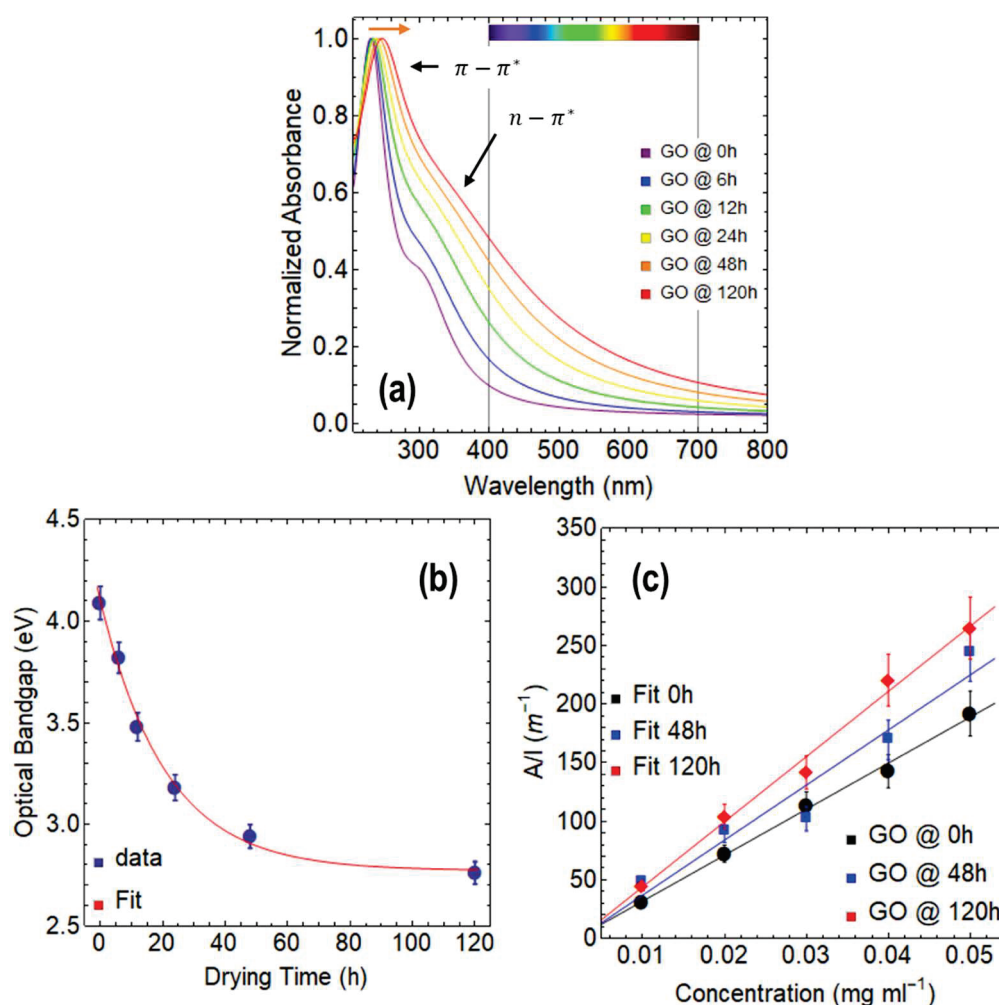 π − π*
n − π*
GO @ 0h
GO @ 6h
GO @ 12h
GO @ 24h
GO @ 48h
GO @ 120h
(a)
Normalized Absorbance
1.0
0.8
0.6
0.4
0.2
0.0
300 400 500 600 700 800
Wavelength (nm)
(b)
Optical Bandgap (eV)
4.5
4.0
3.5
3.0
2.5
data
Fit
0 20 40 60 80 100 120
Drying Time (h)
(c)
A/l (m⁻¹)
350
300
250
200
150
100
50
0
Fit 0h
Fit 48h
Fit 120h
GO @ 0h
GO @ 48h
GO @ 120h
0.01 0.02 0.03 0.04 0.05
Concentration (mg ml⁻¹)